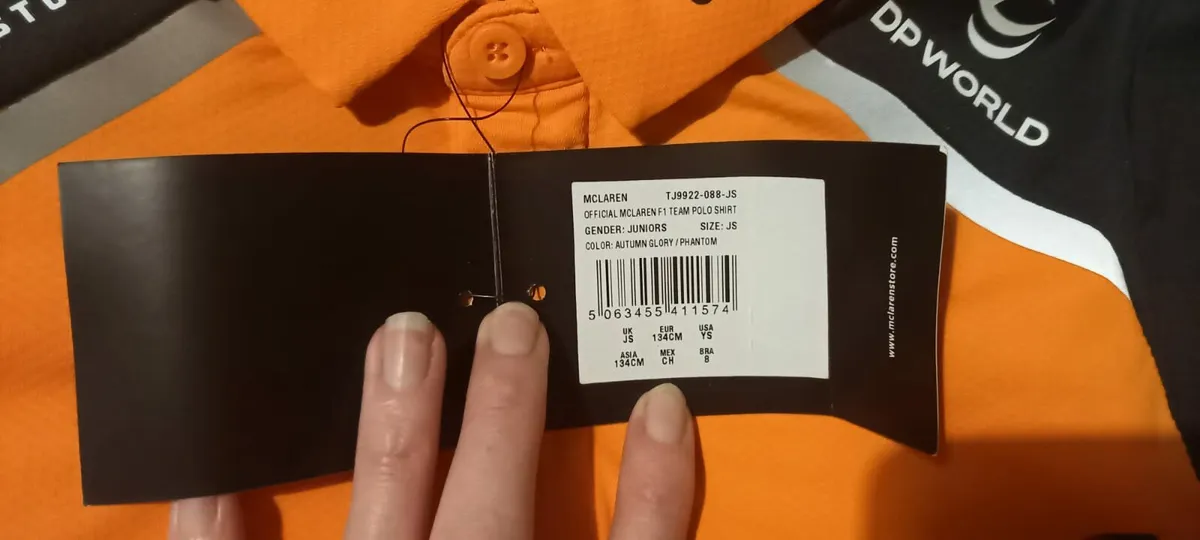 DP WORLD
MCLAREN TJ9922-088-JS
OFFICIAL MCLAREN F1 TEAM POLO SHIRT
GENDER: JUNIORS SIZE: JS
COLOR: AUTUMN GLORY / PHANTOM
5 063455 411574
UK EUR USA
JS 134CM YS
ASIA MEX BRA
134CM CH 8
www.mclarenstore.com